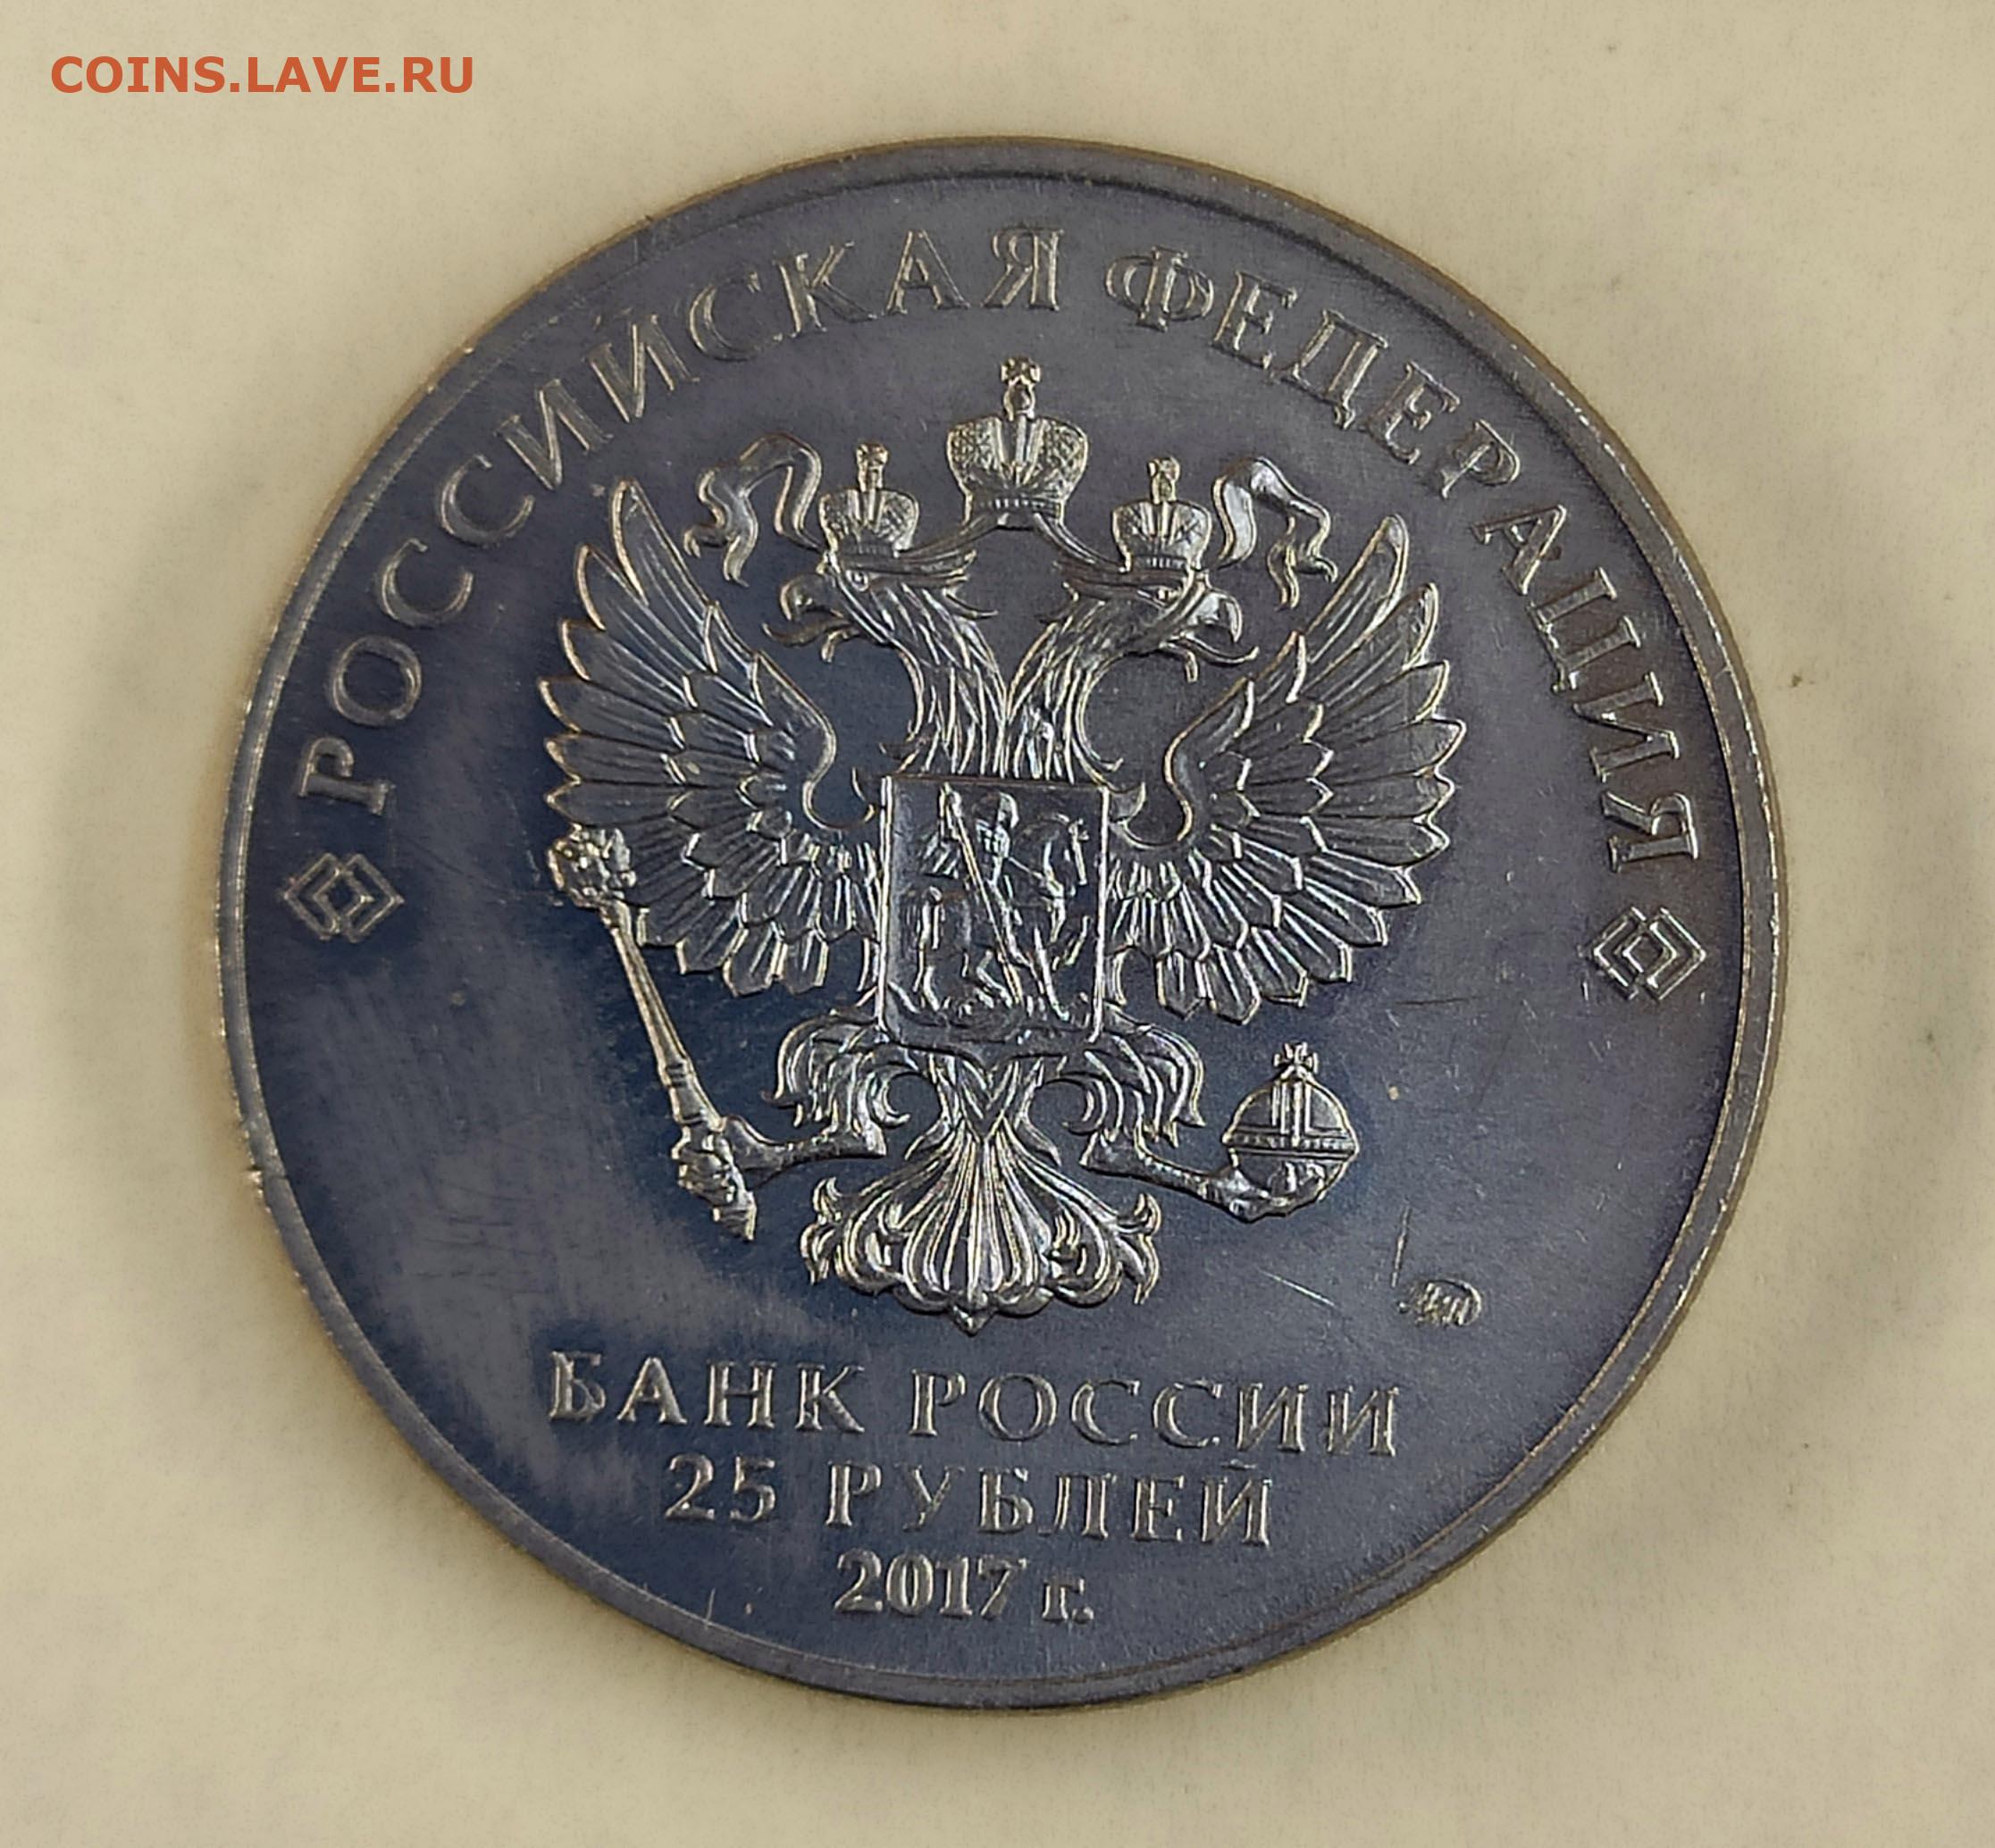 COINS.LAVE.RU
РОССИЙСКАЯ ФЕДЕРАЦИЯ
БАНК РОССИИ
25 РУБЛЕЙ
2017 г.